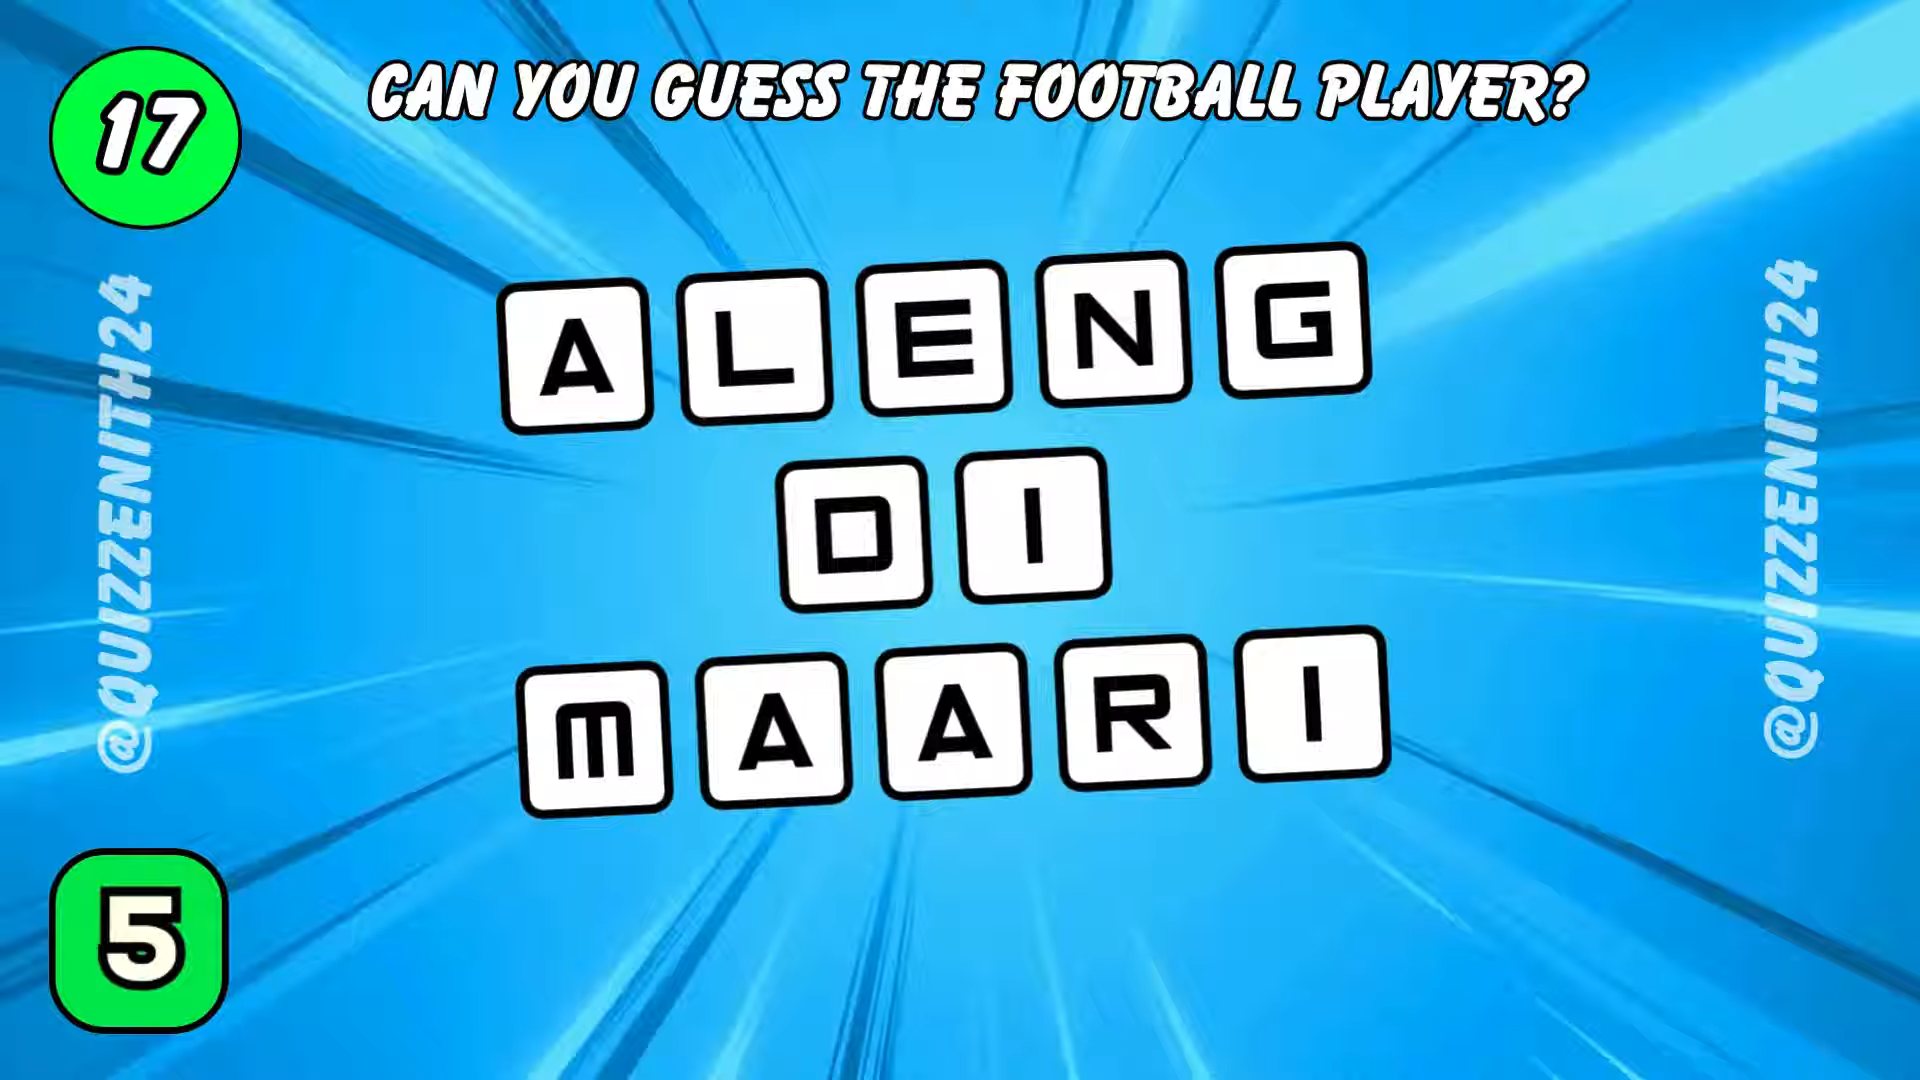 17
CAN YOU GUESS THE FOOTBALL PLAYER?
@QUIZZENITH24
@QUIZZENITH24
ALENG
DI
MAARI
5